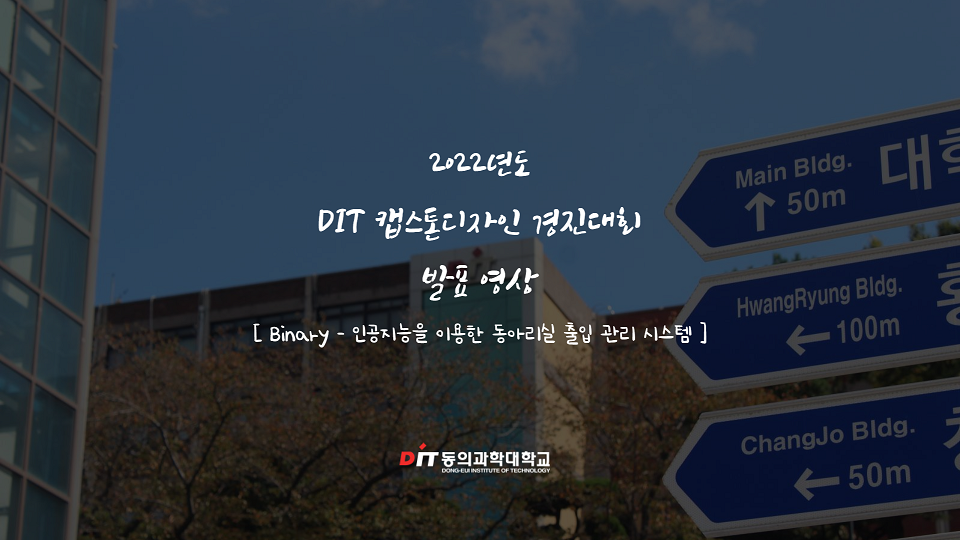 2022년도
DIT 캡스톤디자인 경진대회
발표 영상
[ Binary - 인공지능을 이용한 동아리실 출입 관리 시스템 ]
DIT 동의과학대학교
DONG-EUI INSTITUTE OF TECHNOLOGY
Main Bldg. 대
↑ 50m
HwangRyung Bldg.
← 100m
ChangJo Bldg.
← 50m